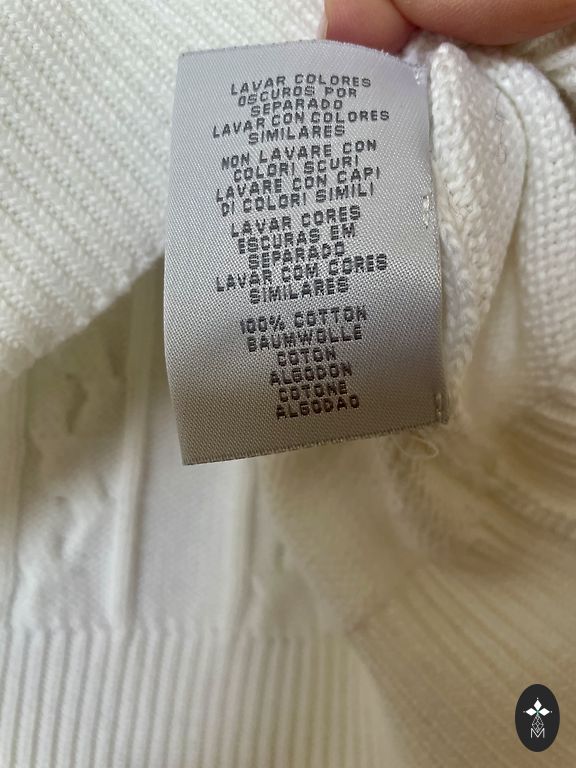 LAVAR COLORES
OSCUROS POR
SEPARADO
LAVAR CON COLORES
SIMILARES
NON LAVARE CON
COLORI SCURI
LAVARE CON CAPI
DI COLORI SIMILI
LAVAR CORES
ESCURAS EM
SEPARADO
LAVAR COM CORES
SIMILARES
100% COTTON
BAUMWOLLE
COTON
ALGODON
COTONE
ALGODAO
M